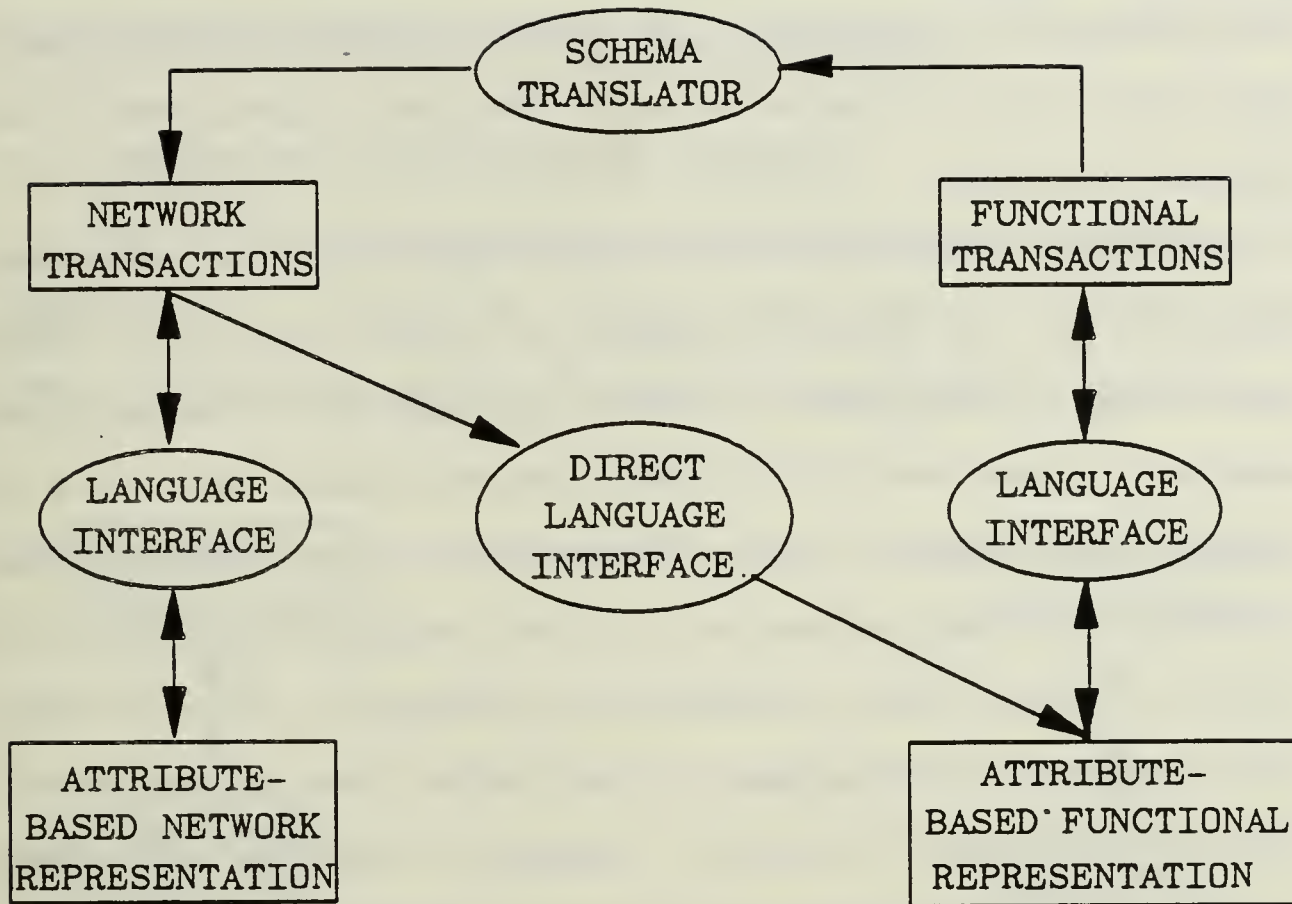 SCHEMA
TRANSLATOR
NETWORK
TRANSACTIONS
FUNCTIONAL
TRANSACTIONS
LANGUAGE
INTERFACE
DIRECT
LANGUAGE
INTERFACE
LANGUAGE
INTERFACE
ATTRIBUTE-
BASED NETWORK
REPRESENTATION
ATTRIBUTE-
BASED FUNCTIONAL
REPRESENTATION